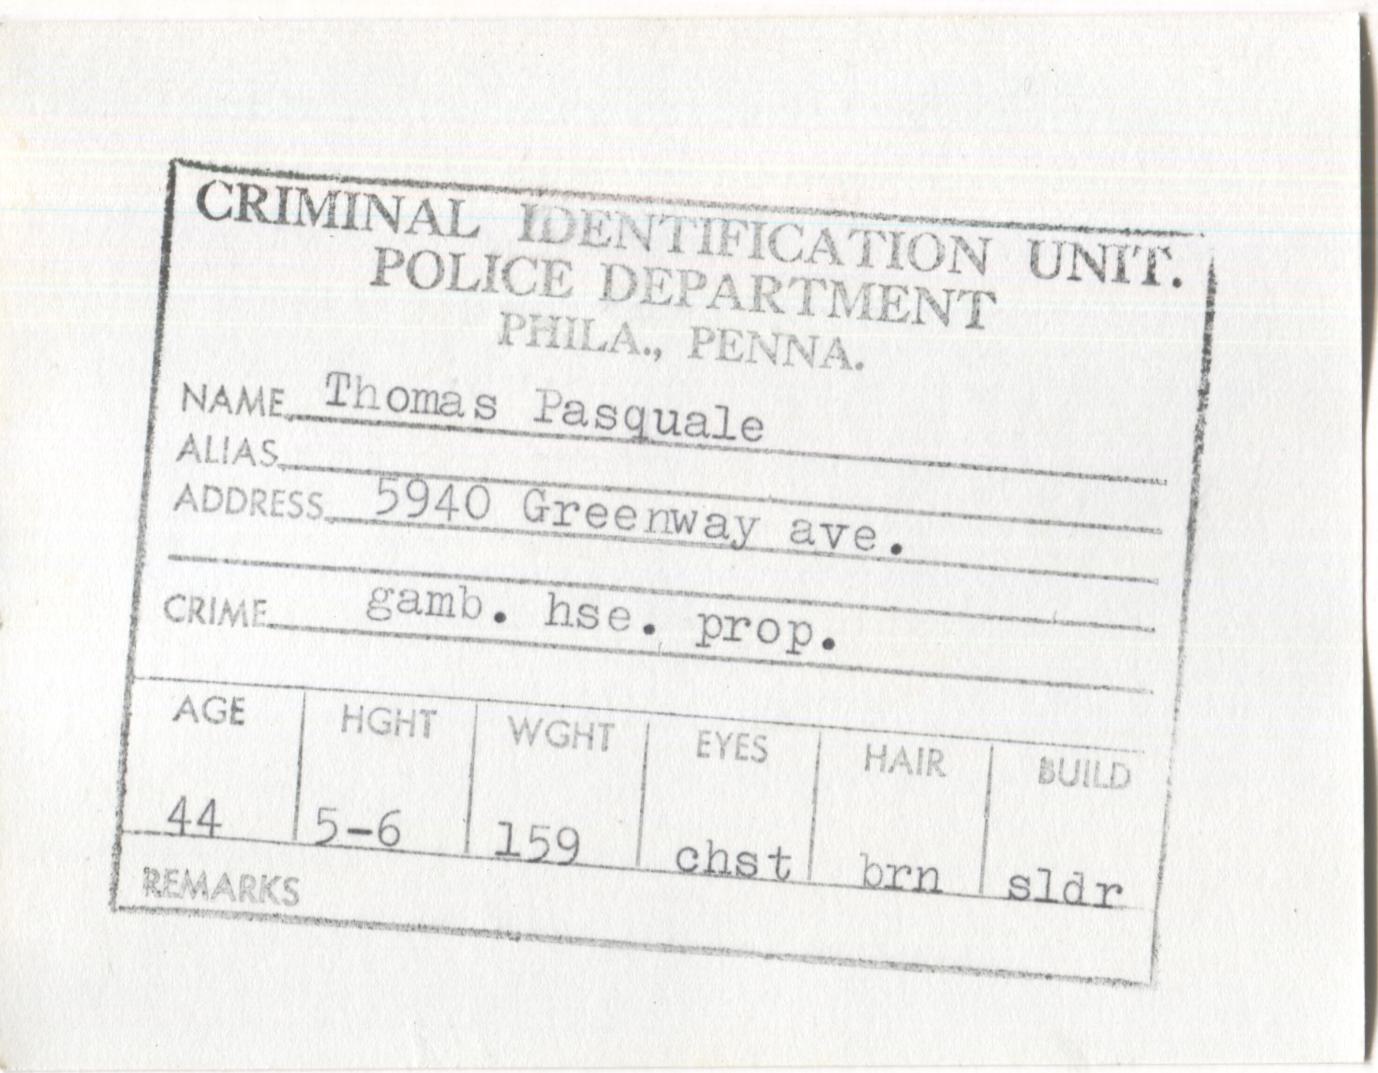 CRIMINAL IDENTIFICATION UNIT.
POLICE DEPARTMENT
PHILA., PENNA.
NAME Thomas Pasquale
ALIAS
ADDRESS 5940 Greenway ave.
CRIME gamb. hse. prop.
AGE HGHT WGHT EYES HAIR BUILD
44 5-6 159 chst brn sldr
REMARKS